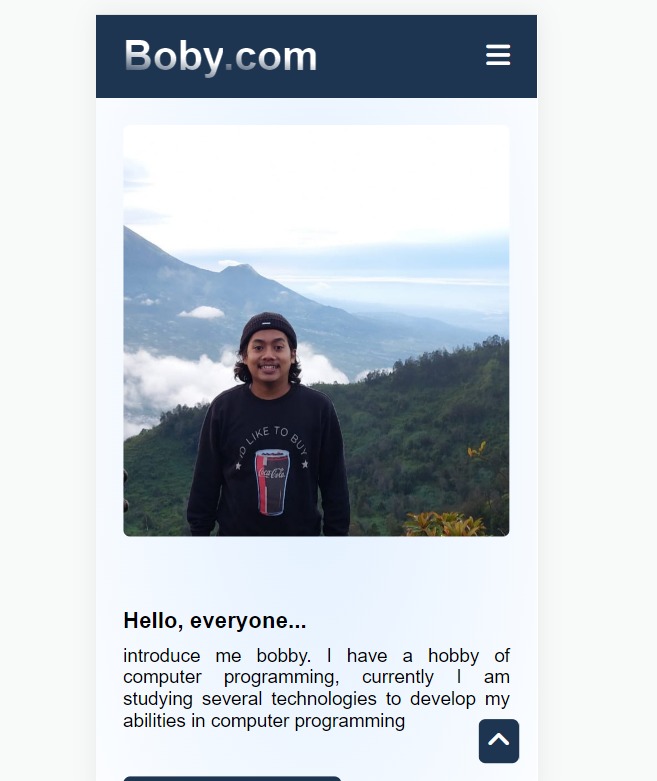 Boby.com
I'D LIKE TO BUY
Coca-Cola
Hello, everyone...
introduce me bobby. I have a hobby of
computer programming, currently I am
studying several technologies to develop my
abilities in computer programming